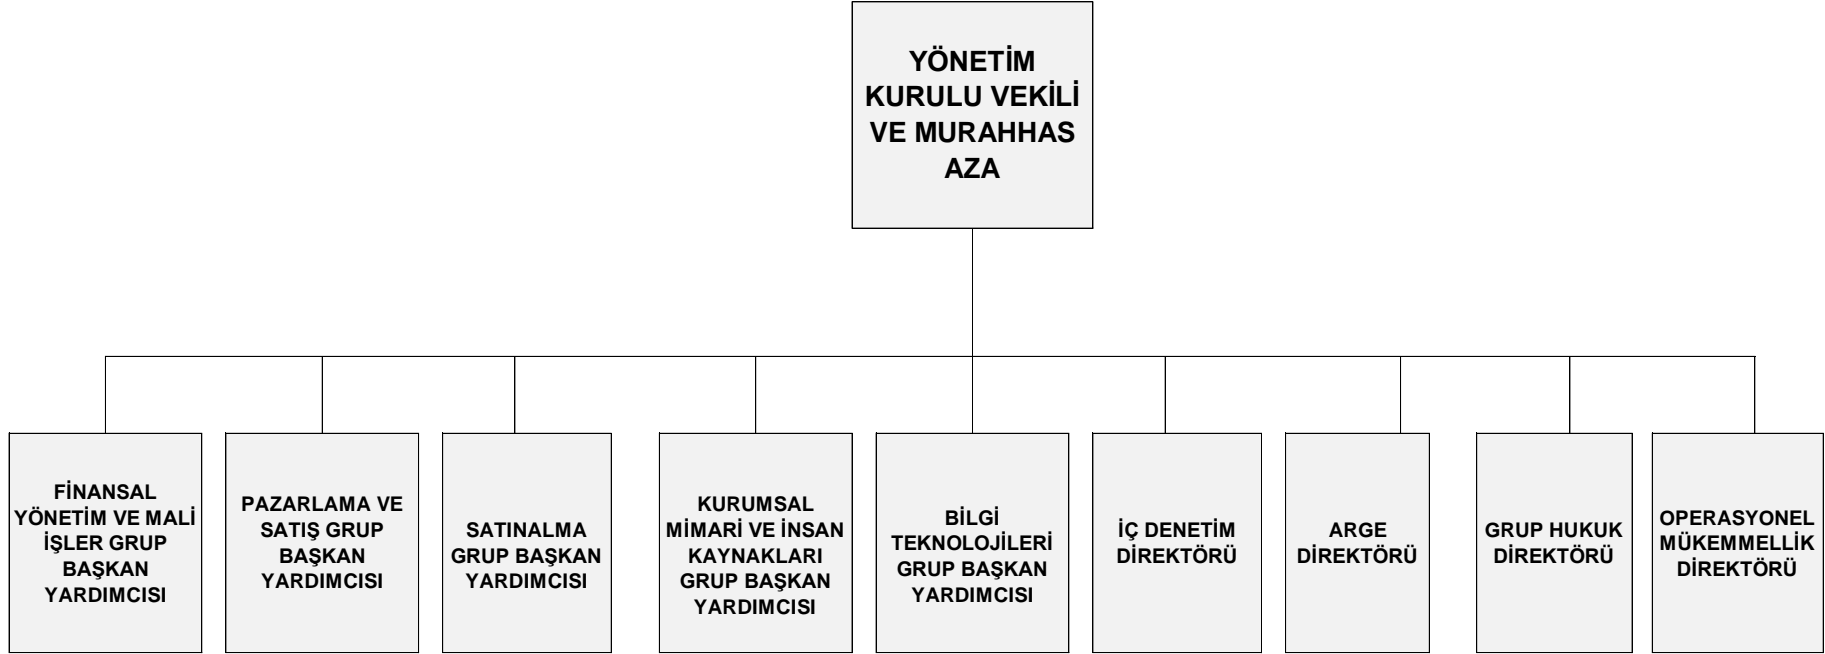 YÖNETİM
KURULU VEKİLİ
VE MURAHHAS
AZA
FİNANSAL
YÖNETİM VE MALİ
İŞLER GRUP
BAŞKAN
YARDIMCISI
PAZARLAMA VE
SATIŞ GRUP
BAŞKAN
YARDIMCISI
SATINALMA
GRUP BAŞKAN
YARDIMCISI
KURUMSAL
MİMARİ VE İNSAN
KAYNAKLARI
GRUP BAŞKAN
YARDIMCISI
BİLGİ
TEKNOLOJİLERİ
GRUP BAŞKAN
YARDIMCISI
İÇ DENETİM
DİREKTÖRÜ
ARGE
DİREKTÖRÜ
GRUP HUKUK
DİREKTÖRÜ
OPERASYONEL
MÜKEMMELLİK
DİREKTÖRÜ